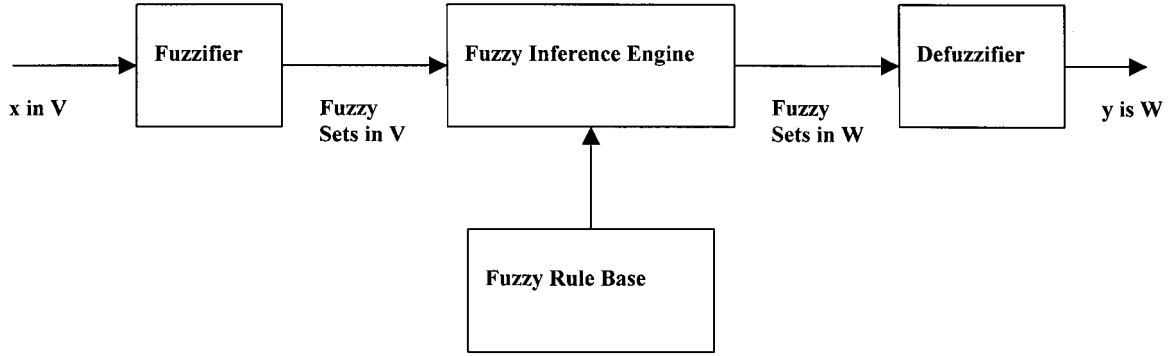 Fuzzifier
Fuzzy Inference Engine
Defuzzifier
x in V
Fuzzy
Sets in V
Fuzzy
Sets in W
y is W
Fuzzy Rule Base